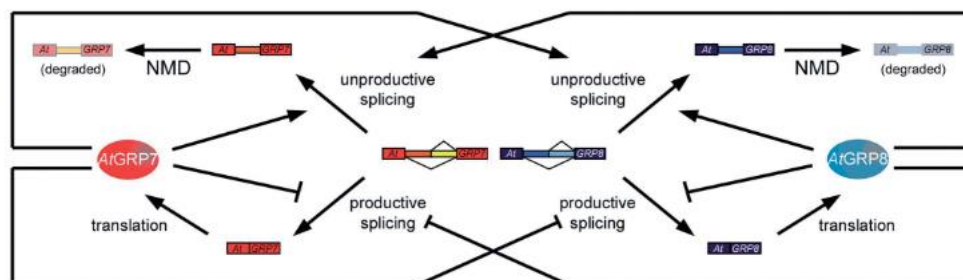 At GRP7
At GRP7
At GRP8
At GRP8
(degraded)
NMD
NMD
(degraded)
unproductive
splicing
unproductive
splicing
AtGRP7
At GRP7
At GRP8
AtGRP8
translation
productive
splicing
productive
splicing
translation
At GRP7
At GRP8